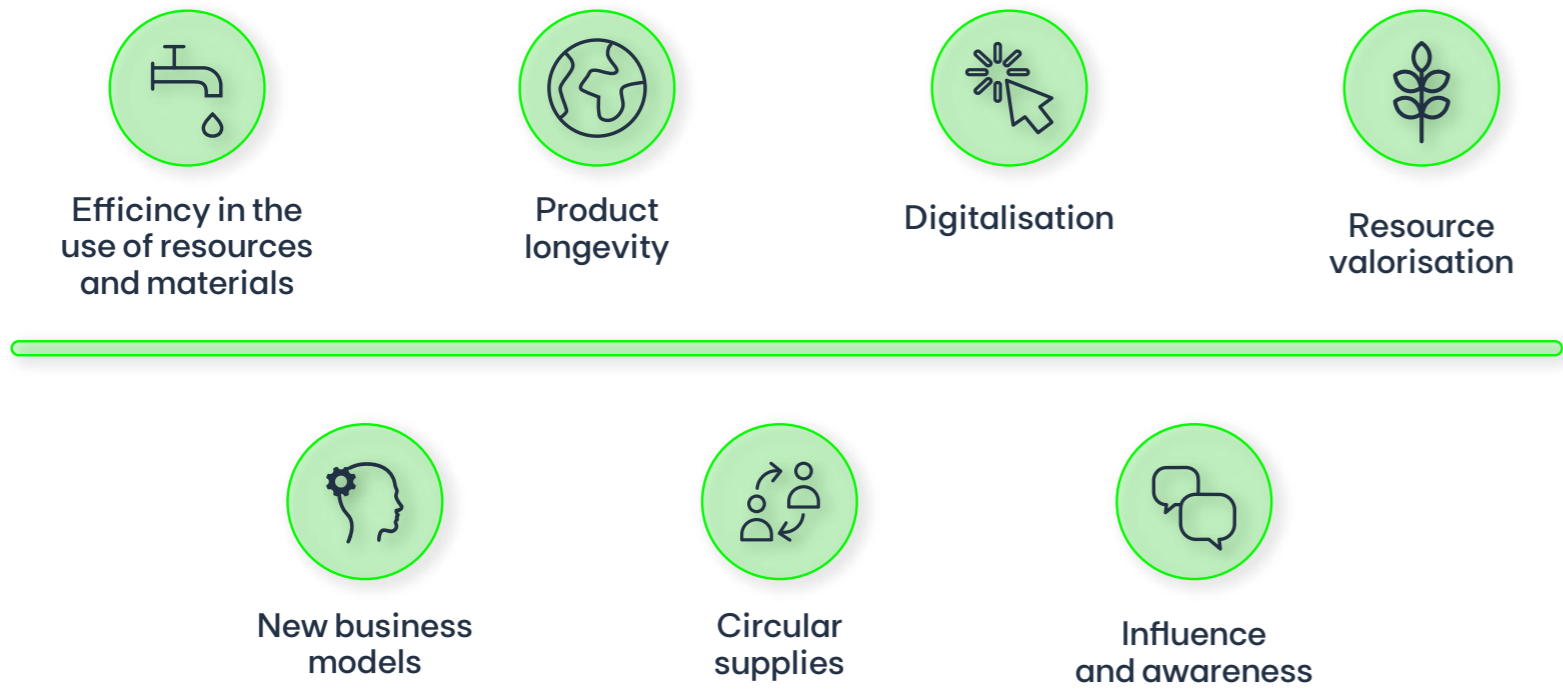 Efficincy in the
use of resources
and materials
Product
longevity
Digitalisation
Resource
valorisation
New business
models
Circular
supplies
Influence
and awareness